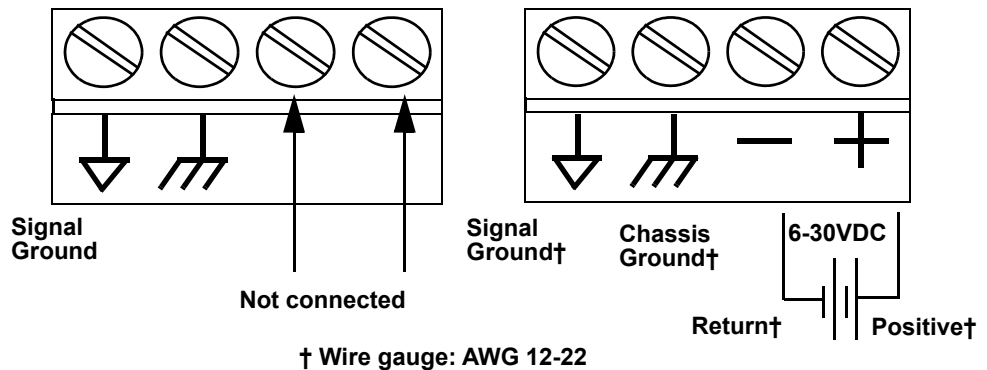 Signal
Ground
Not connected
Signal
Ground†
Chassis
Ground†
6-30VDC
Return†
Positive†
† Wire gauge: AWG 12-22